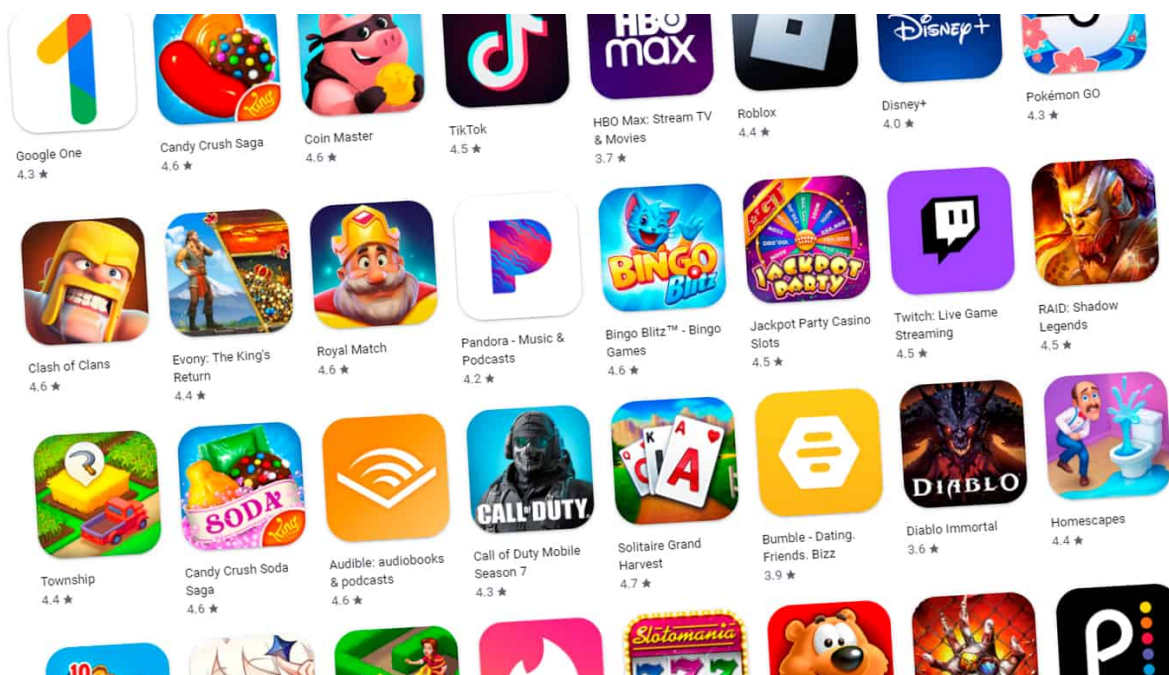 HBO
max
Disney+
King
Google One
4.3 ★
Candy Crush Saga
4.6 ★
Coin Master
4.6 ★
TikTok
4.5 ★
HBO Max: Stream TV
& Movies
3.7 ★
Roblox
4.4 ★
Disney+
4.0 ★
Pokémon GO
4.3 ★
BINGO
Blitz
GT
JACKPOT
PARTY
Clash of Clans
4.6 ★
Evony: The King's
Return
4.4 ★
Royal Match
4.6 ★
Pandora - Music &
Podcasts
4.2 ★
Bingo Blitz™ - Bingo
Games
4.6 ★
Jackpot Party Casino
Slots
4.5 ★
Twitch: Live Game
Streaming
4.5 ★
RAID: Shadow
Legends
4.5 ★
SODA
King
CALL OF DUTY
K
A
A
DIABLO
Township
4.4 ★
Candy Crush Soda
Saga
4.6 ★
Audible: audiobooks
& podcasts
4.6 ★
Call of Duty Mobile
Season 7
4.3 ★
Solitaire Grand
Harvest
4.7 ★
Bumble - Dating.
Friends. Bizz
3.9 ★
Diablo Immortal
3.6 ★
Homescapes
4.4 ★
10
Slotomania
777
P